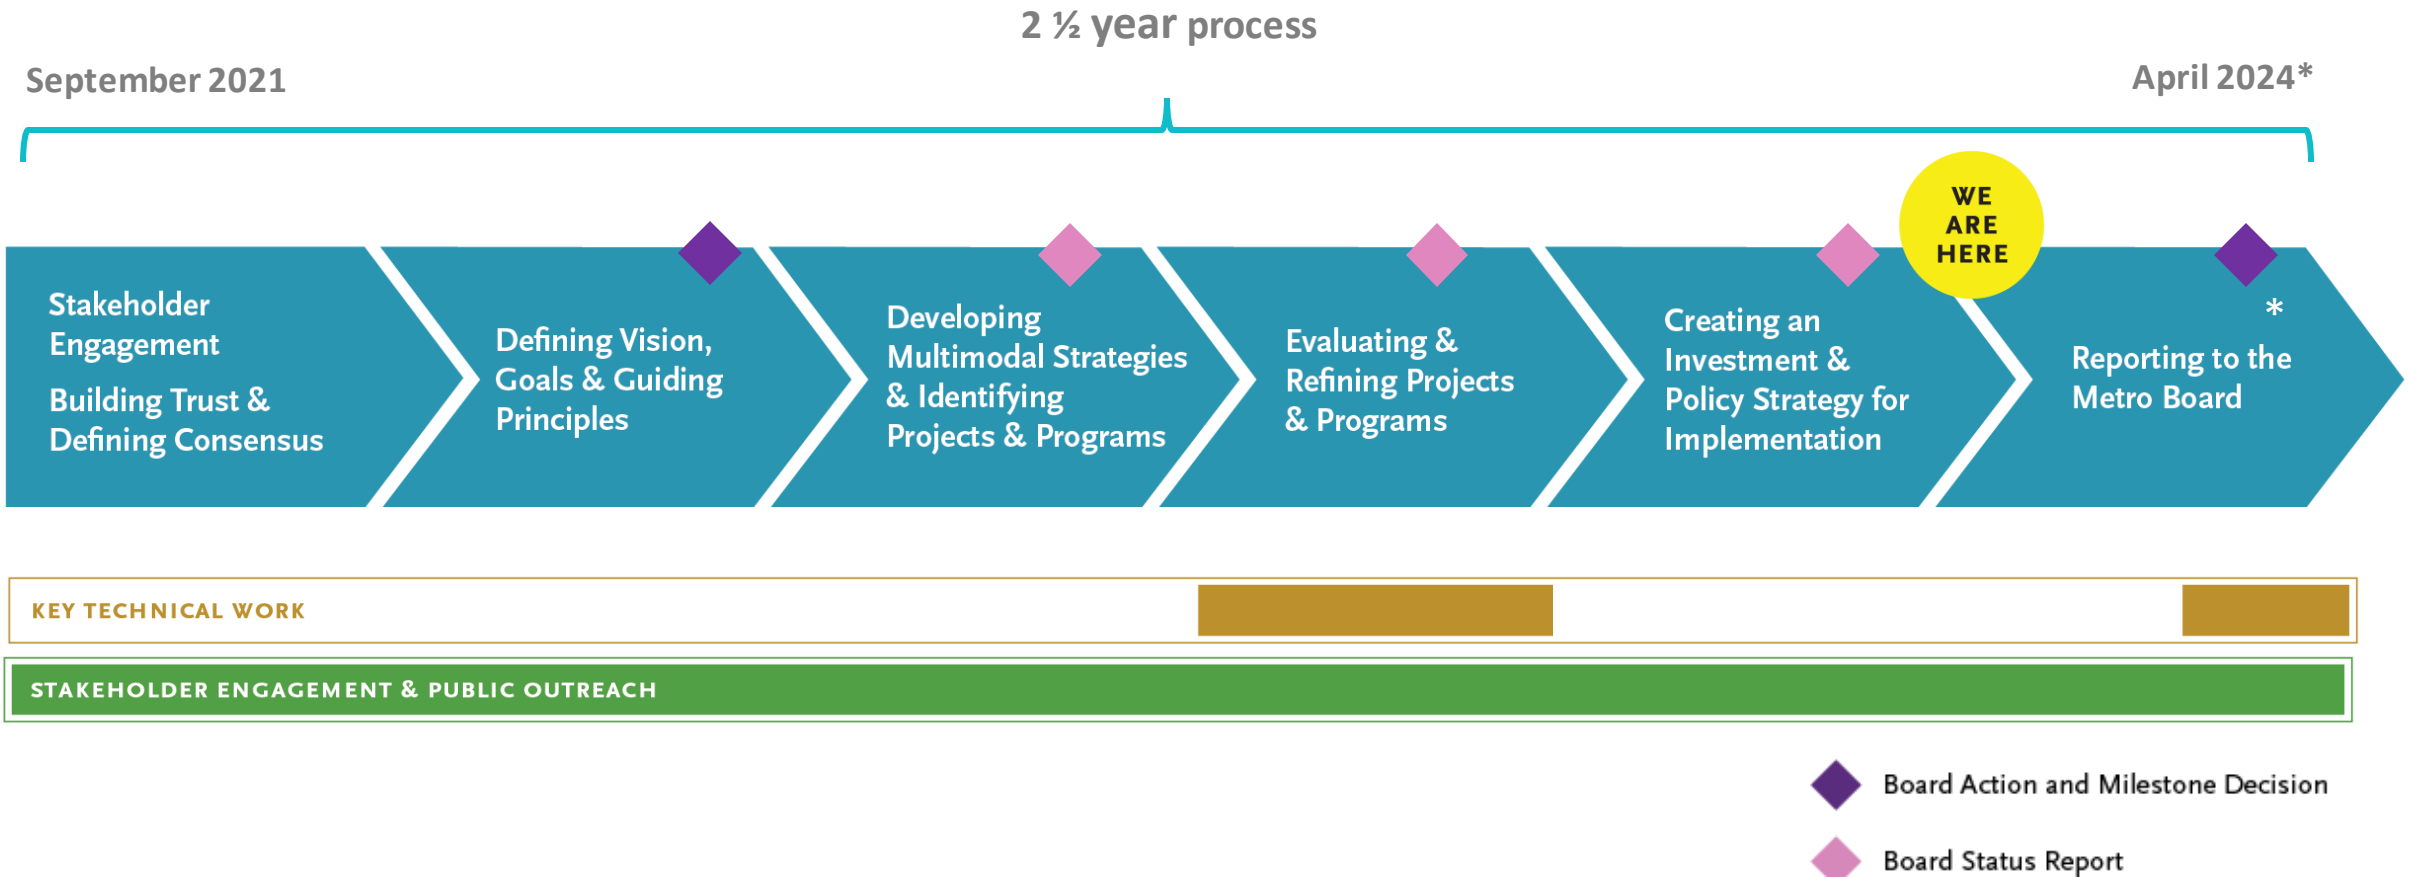 2 ½ year process
September 2021
April 2024*
WE
ARE
HERE
Stakeholder
Engagement
Building Trust &
Defining Consensus
Defining Vision,
Goals & Guiding
Principles
Developing
Multimodal Strategies
& Identifying
Projects & Programs
Evaluating &
Refining Projects
& Programs
Creating an
Investment &
Policy Strategy for
Implementation
*
Reporting to the
Metro Board
KEY TECHNICAL WORK
STAKEHOLDER ENGAGEMENT & PUBLIC OUTREACH
Board Action and Milestone Decision
Board Status Report